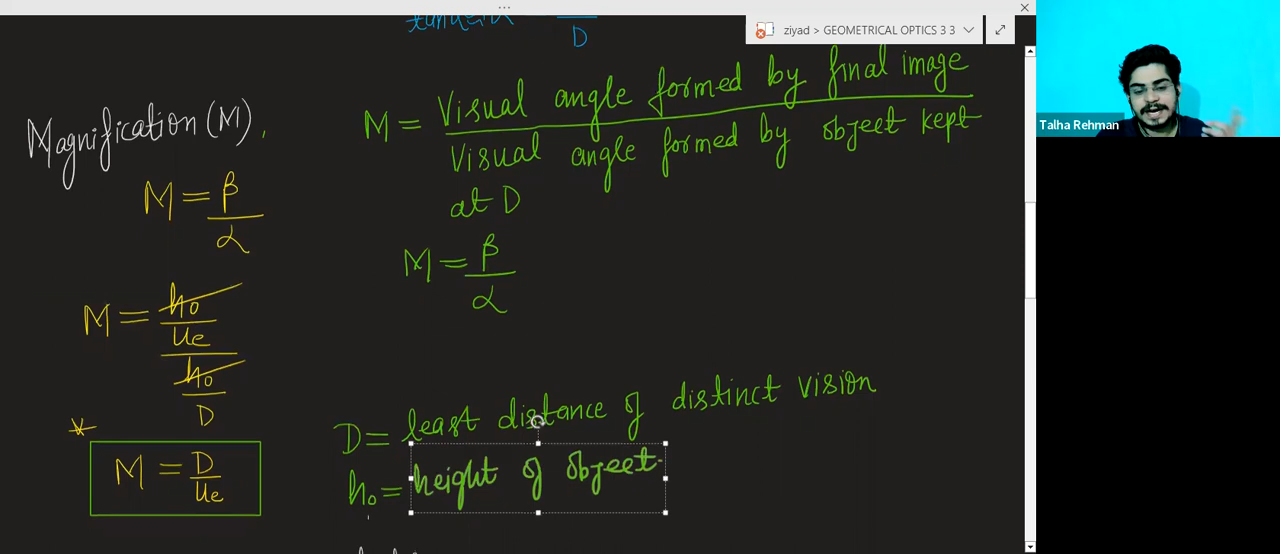 tan
D
ziyad > GEOMETRICAL OPTICS 3 3
Talha Rehman
Magnification (M).
M = β
α
M = h₀
ue
h₀
D
*
M = D
ue
M = Visual angle formed by final image
Visual angle formed by object kept
at D
M = β
α
D = least distance of distinct vision
h₀ = height of object